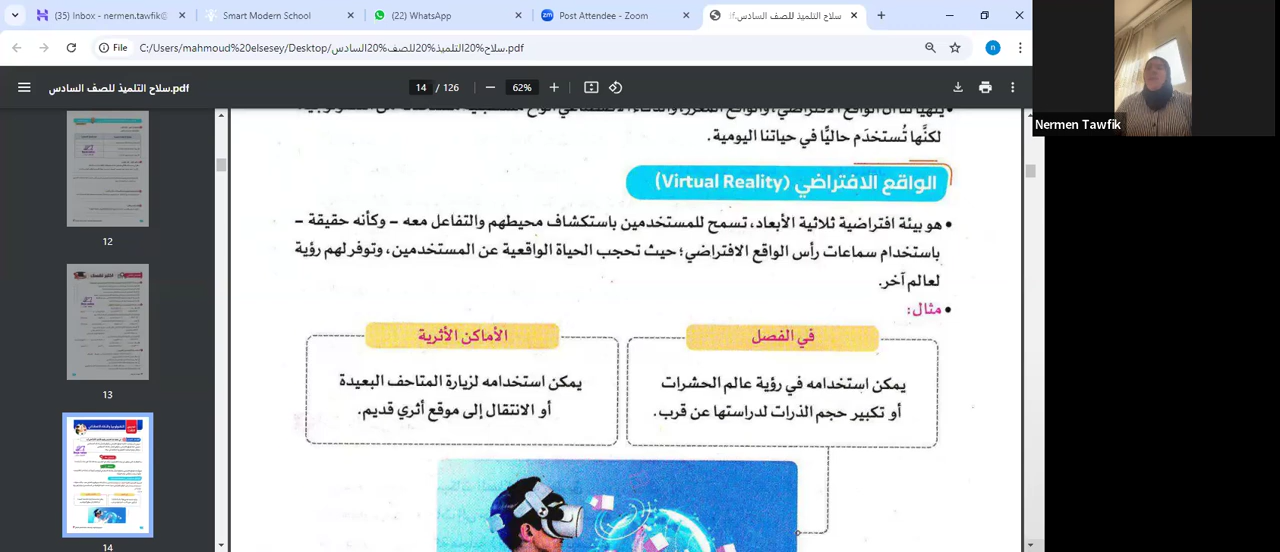 (35) Inbox - nermen.tawfik@
Smart Modern School
(22) WhatsApp
Post Attendee - Zoom
سلاح التلميذ للصف السادس.
File
C:/Users/mahmoud%20elsesey/Desktop/سلاح%20التلميذ%20للصف%20السادس.pdf
n
سلاح التلميذ للصف السادس.pdf
14 / 126
62%
Nermen Tawfik
12
13
14
لكنَّها تُستخدَم حاليًّا في حياتنا اليومية.
الواقع الافتراضي (Virtual Reality)
• هو بيئة افتراضية ثلاثية الأبعاد، تسمح للمستخدمين باستكشاف محيطهم والتفاعل معه – وكأنه حقيقة –
باستخدام سماعات رأس الواقع الافتراضي؛ حيث تحجب الحياة الواقعية عن المستخدمين، وتوفر لهم رؤية
لعالم آخر.
• مثال:
في الفصل
يمكن استخدامه في رؤية عالم الحشرات
أو تكبير حجم الذرات لدراستها عن قرب.
الأماكن الأثرية
يمكن استخدامه لزيارة المتاحف البعيدة
أو الانتقال إلى موقع أثري قديم.